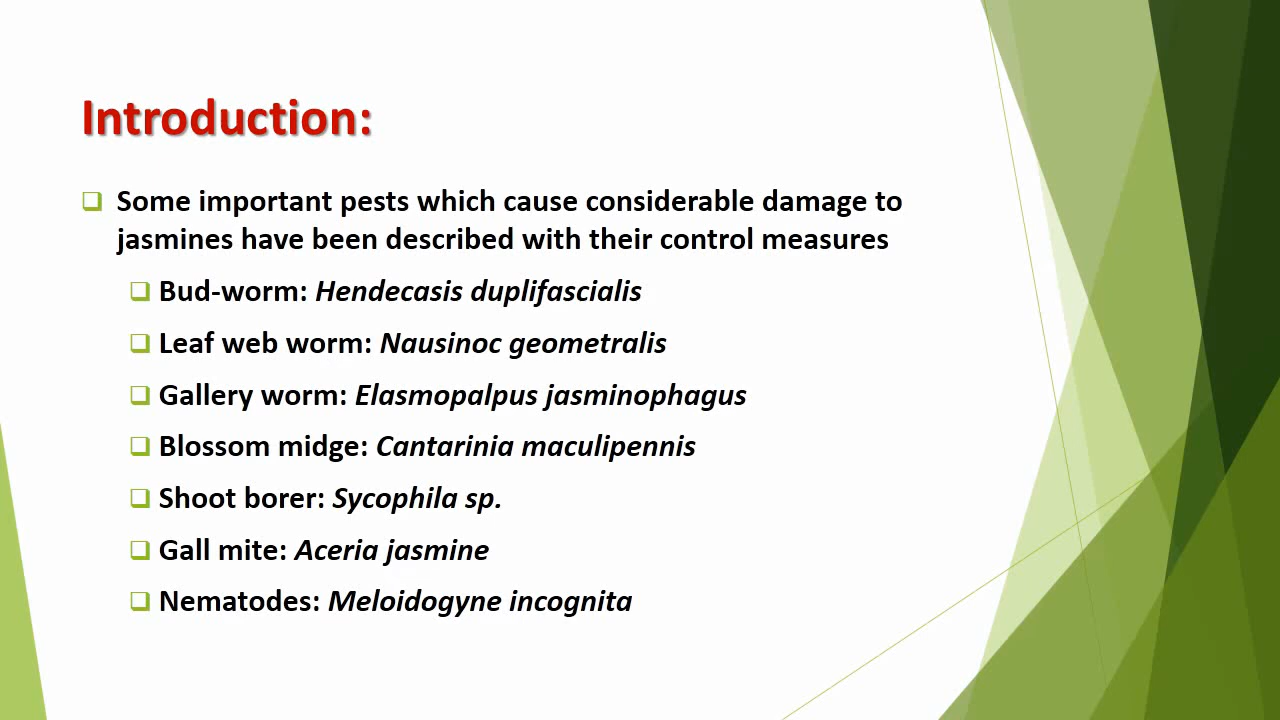 Introduction:
Some important pests which cause considerable damage to
jasmines have been described with their control measures
Bud-worm: Hendecasis duplifascialis
Leaf web worm: Nausinoc geometralis
Gallery worm: Elasmopalpus jasminophagus
Blossom midge: Cantarinia maculipennis
Shoot borer: Sycophila sp.
Gall mite: Aceria jasmine
Nematodes: Meloidogyne incognita